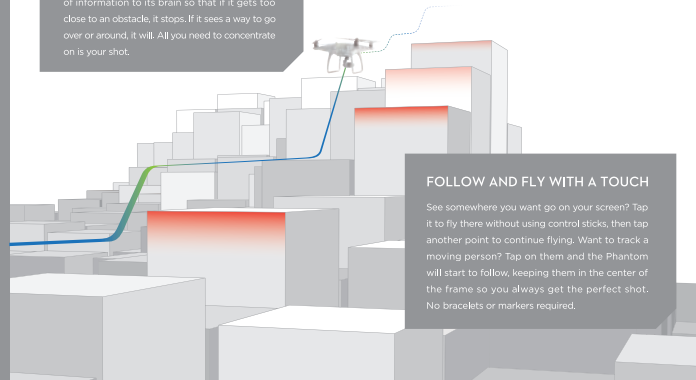 of information to its brain so that if it gets too
close to an obstacle, it stops. If it sees a way to go
over or around, it will. All you need to concentrate
on is your shot.
FOLLOW AND FLY WITH A TOUCH
See somewhere you want go on your screen? Tap
it to fly there without using control sticks, then tap
another point to continue flying. Want to track a
moving person? Tap on them and the Phantom
will start to follow, keeping them in the center of
the frame so you always get the perfect shot.
No bracelets or markers required.